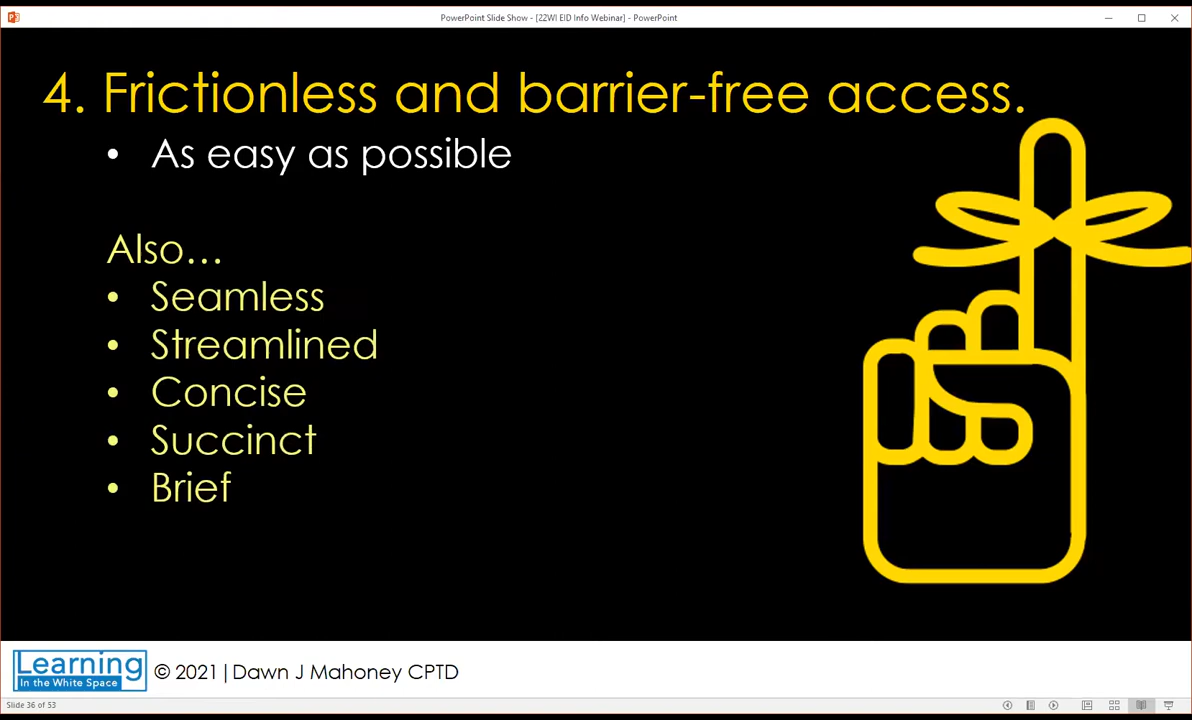 PowerPoint Slide Show - [22WI EID Info Webinar] - PowerPoint
4. Frictionless and barrier-free access.
• As easy as possible
Also…
• Seamless
• Streamlined
• Concise
• Succinct
• Brief
Learning
in the White Space
© 2021|Dawn J Mahoney CPTD
Slide 36 of 53